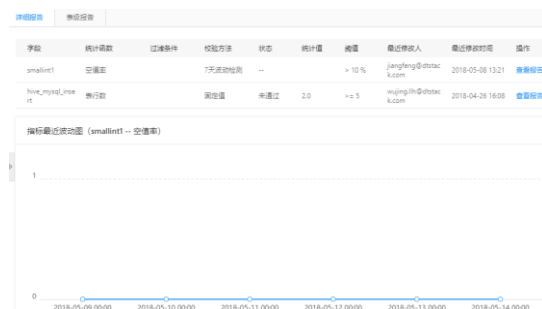 详细报告 表级报告
字段 统计函数 过滤条件 校验方法 状态 统计值 阈值 最近修改人 最近修改时间 操作
smallint1 空值率 7天波动检测 -- > 10 % jiangfeng@dtstac
k.com 2018-05-08 13:21 查看报告
hive_mysql_inse
rt 表行数 固定值 未通过 2.0 >= 5 wujing.llh@dtstac
k.com 2018-04-26 16:08 查看报告
指标最近波动图（smallint1 -- 空值率）
1
0
2018-05-09 00:00 2018-05-10 00:00 2018-05-11 00:00 2018-05-12 00:00 2018-05-13 00:00 2018-05-14 00:00